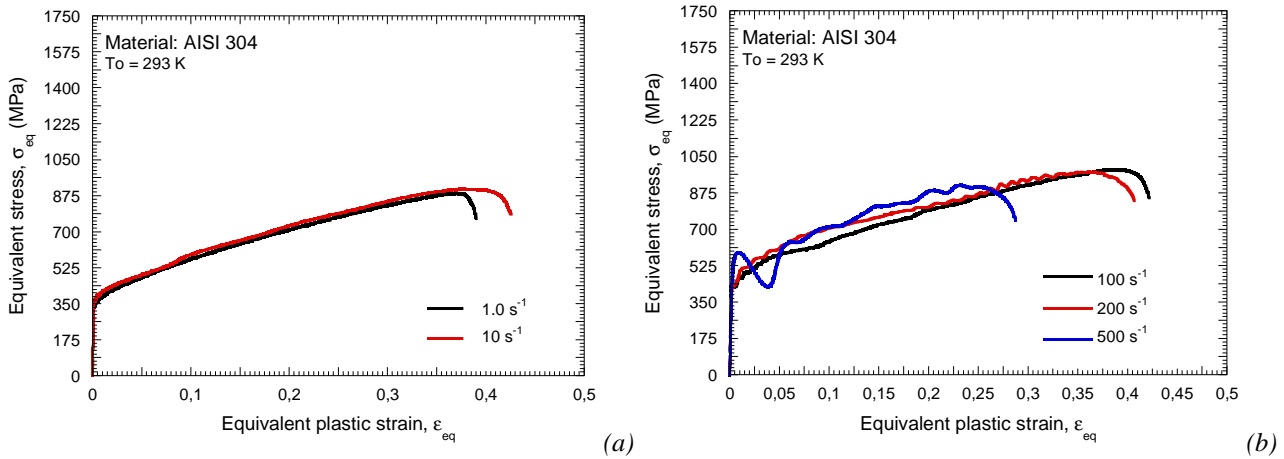 Material: AISI 304
To = 293 K
Equivalent stress, σeq (MPa)
1750
1575
1400
1225
1050
875
700
525
350
175
0
1.0 s-1
10 s-1
0 0,1 0,2 0,3 0,4 0,5
Equivalent plastic strain, εeq
(a)
Material: AISI 304
To = 293 K
Equivalent stress, σeq (MPa)
1750
1575
1400
1225
1050
875
700
525
350
175
0
100 s-1
200 s-1
500 s-1
0 0,05 0,1 0,15 0,2 0,25 0,3 0,35 0,4 0,45 0,5
Equivalent plastic strain, εeq
(b)